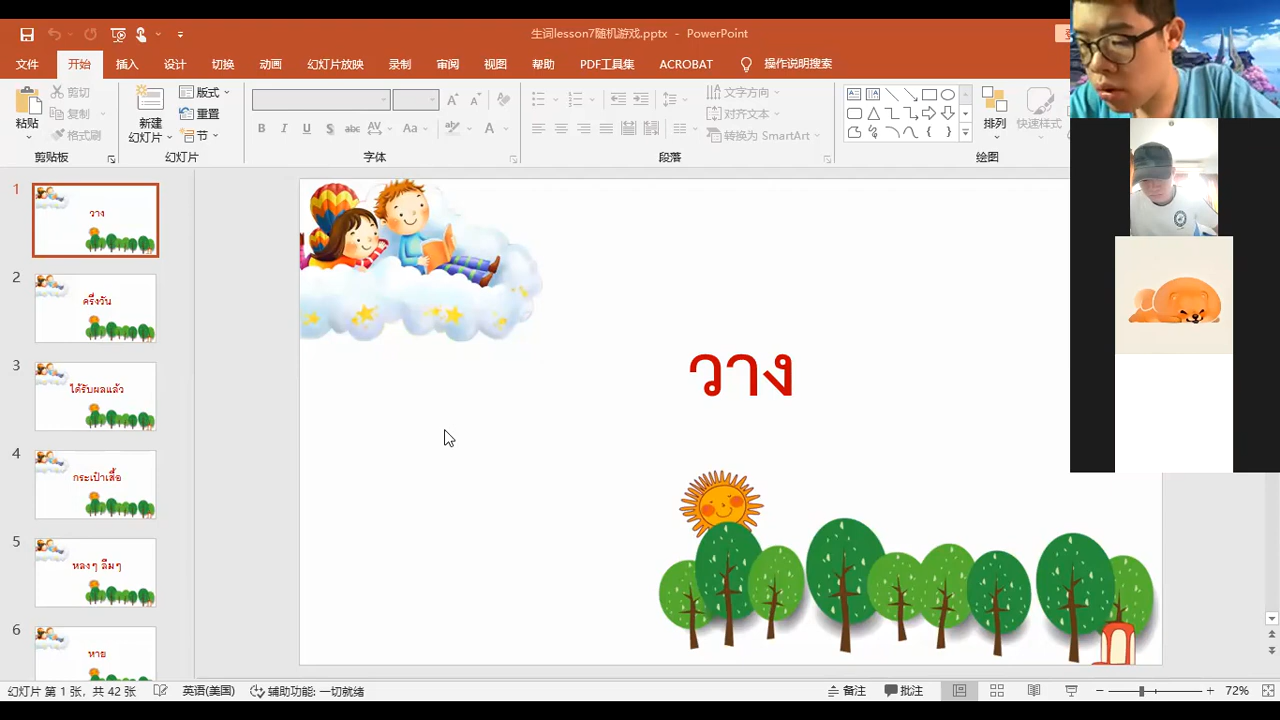 生词lesson7随机游戏.pptx - PowerPoint
文件 开始 插入 设计 切换 动画 幻灯片放映 录制 审阅 视图 帮助 PDF工具集 ACROBAT 操作说明搜索
粘贴
剪切
复制
格式刷
剪贴板
新建
幻灯片
版式
重置
节
幻灯片
B I U S abc AV Aa A
字体
文字方向
对齐文本
转换为 SmartArt
段落
排列
快速样式
绘图
1
วาง
2
ครึ่งวัน
3
ได้รับผลแล้ว
4
กระเป๋าเสื้อ
5
หลงๆ ลืมๆ
6
หาย
วาง
幻灯片 第 1 张，共 42 张 英语(美国) 辅助功能: 一切就绪 备注 批注 72%